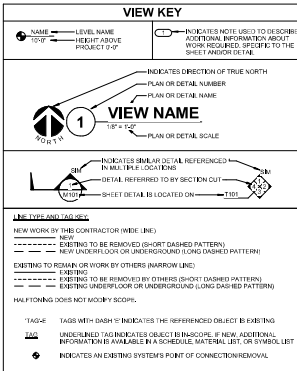 VIEW KEY
NAME
10'-0"
LEVEL NAME
HEIGHT ABOVE
PROJECT 0'-0"
1
INDICATES NOTE USED TO DESCRIBE
ADDITIONAL INFORMATION ABOUT
WORK REQUIRED, SPECIFIC TO THE
SHEET AND/OR DETAIL
INDICATES DIRECTION OF TRUE NORTH
PLAN OR DETAIL NUMBER
PLAN OR DETAIL NAME
NORTH
1
VIEW NAME
1/8" = 1'-0"
PLAN OR DETAIL SCALE
INDICATES SIMILAR DETAIL REFERENCED
IN MULTIPLE LOCATIONS
SIM
SIM
DETAIL REFERRED TO BY SECTION CUT
1
M101
SHEET DETAIL IS LOCATED ON
T101
1
4
2
3
LINE TYPE AND TAG KEY:
NEW WORK BY THIS CONTRACTOR (WIDE LINE)
NEW
EXISTING TO BE REMOVED (SHORT DASHED PATTERN)
NEW UNDERFLOOR OR UNDERGROUND (LONG DASHED PATTERN)
EXISTING TO REMAIN OR WORK BY OTHERS (NARROW LINE)
EXISTING
EXISTING TO BE REMOVED BY OTHERS (SHORT DASHED PATTERN)
EXISTING UNDERFLOOR OR UNDERGROUND (LONG DASHED PATTERN)
HALFTONING DOES NOT MODIFY SCOPE.
'TAG'-E TAGS WITH DASH 'E' INDICATES THE REFERENCED OBJECT IS EXISTING
TAG UNDERLINED TAG INDICATES OBJECT IS IN-SCOPE. IF NEW, ADDITIONAL
INFORMATION IS AVAILABLE IN A SCHEDULE, MATERIAL LIST, OR SYMBOL LIST
INDICATES AN EXISTING SYSTEM'S POINT OF CONNECTION/REMOVAL